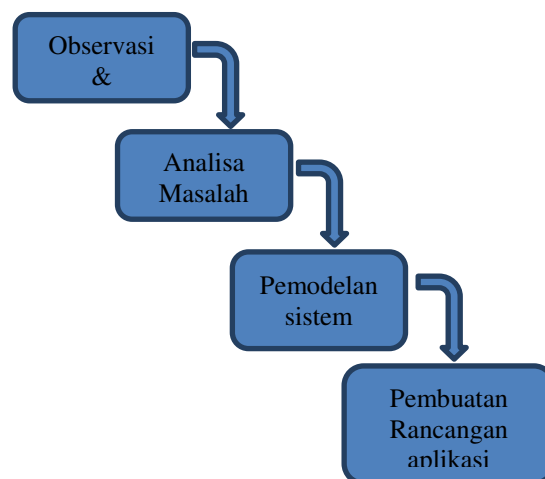 Observasi
&
Analisa
Masalah
Pemodelan
sistem
Pembuatan
Rancangan
aplikasi